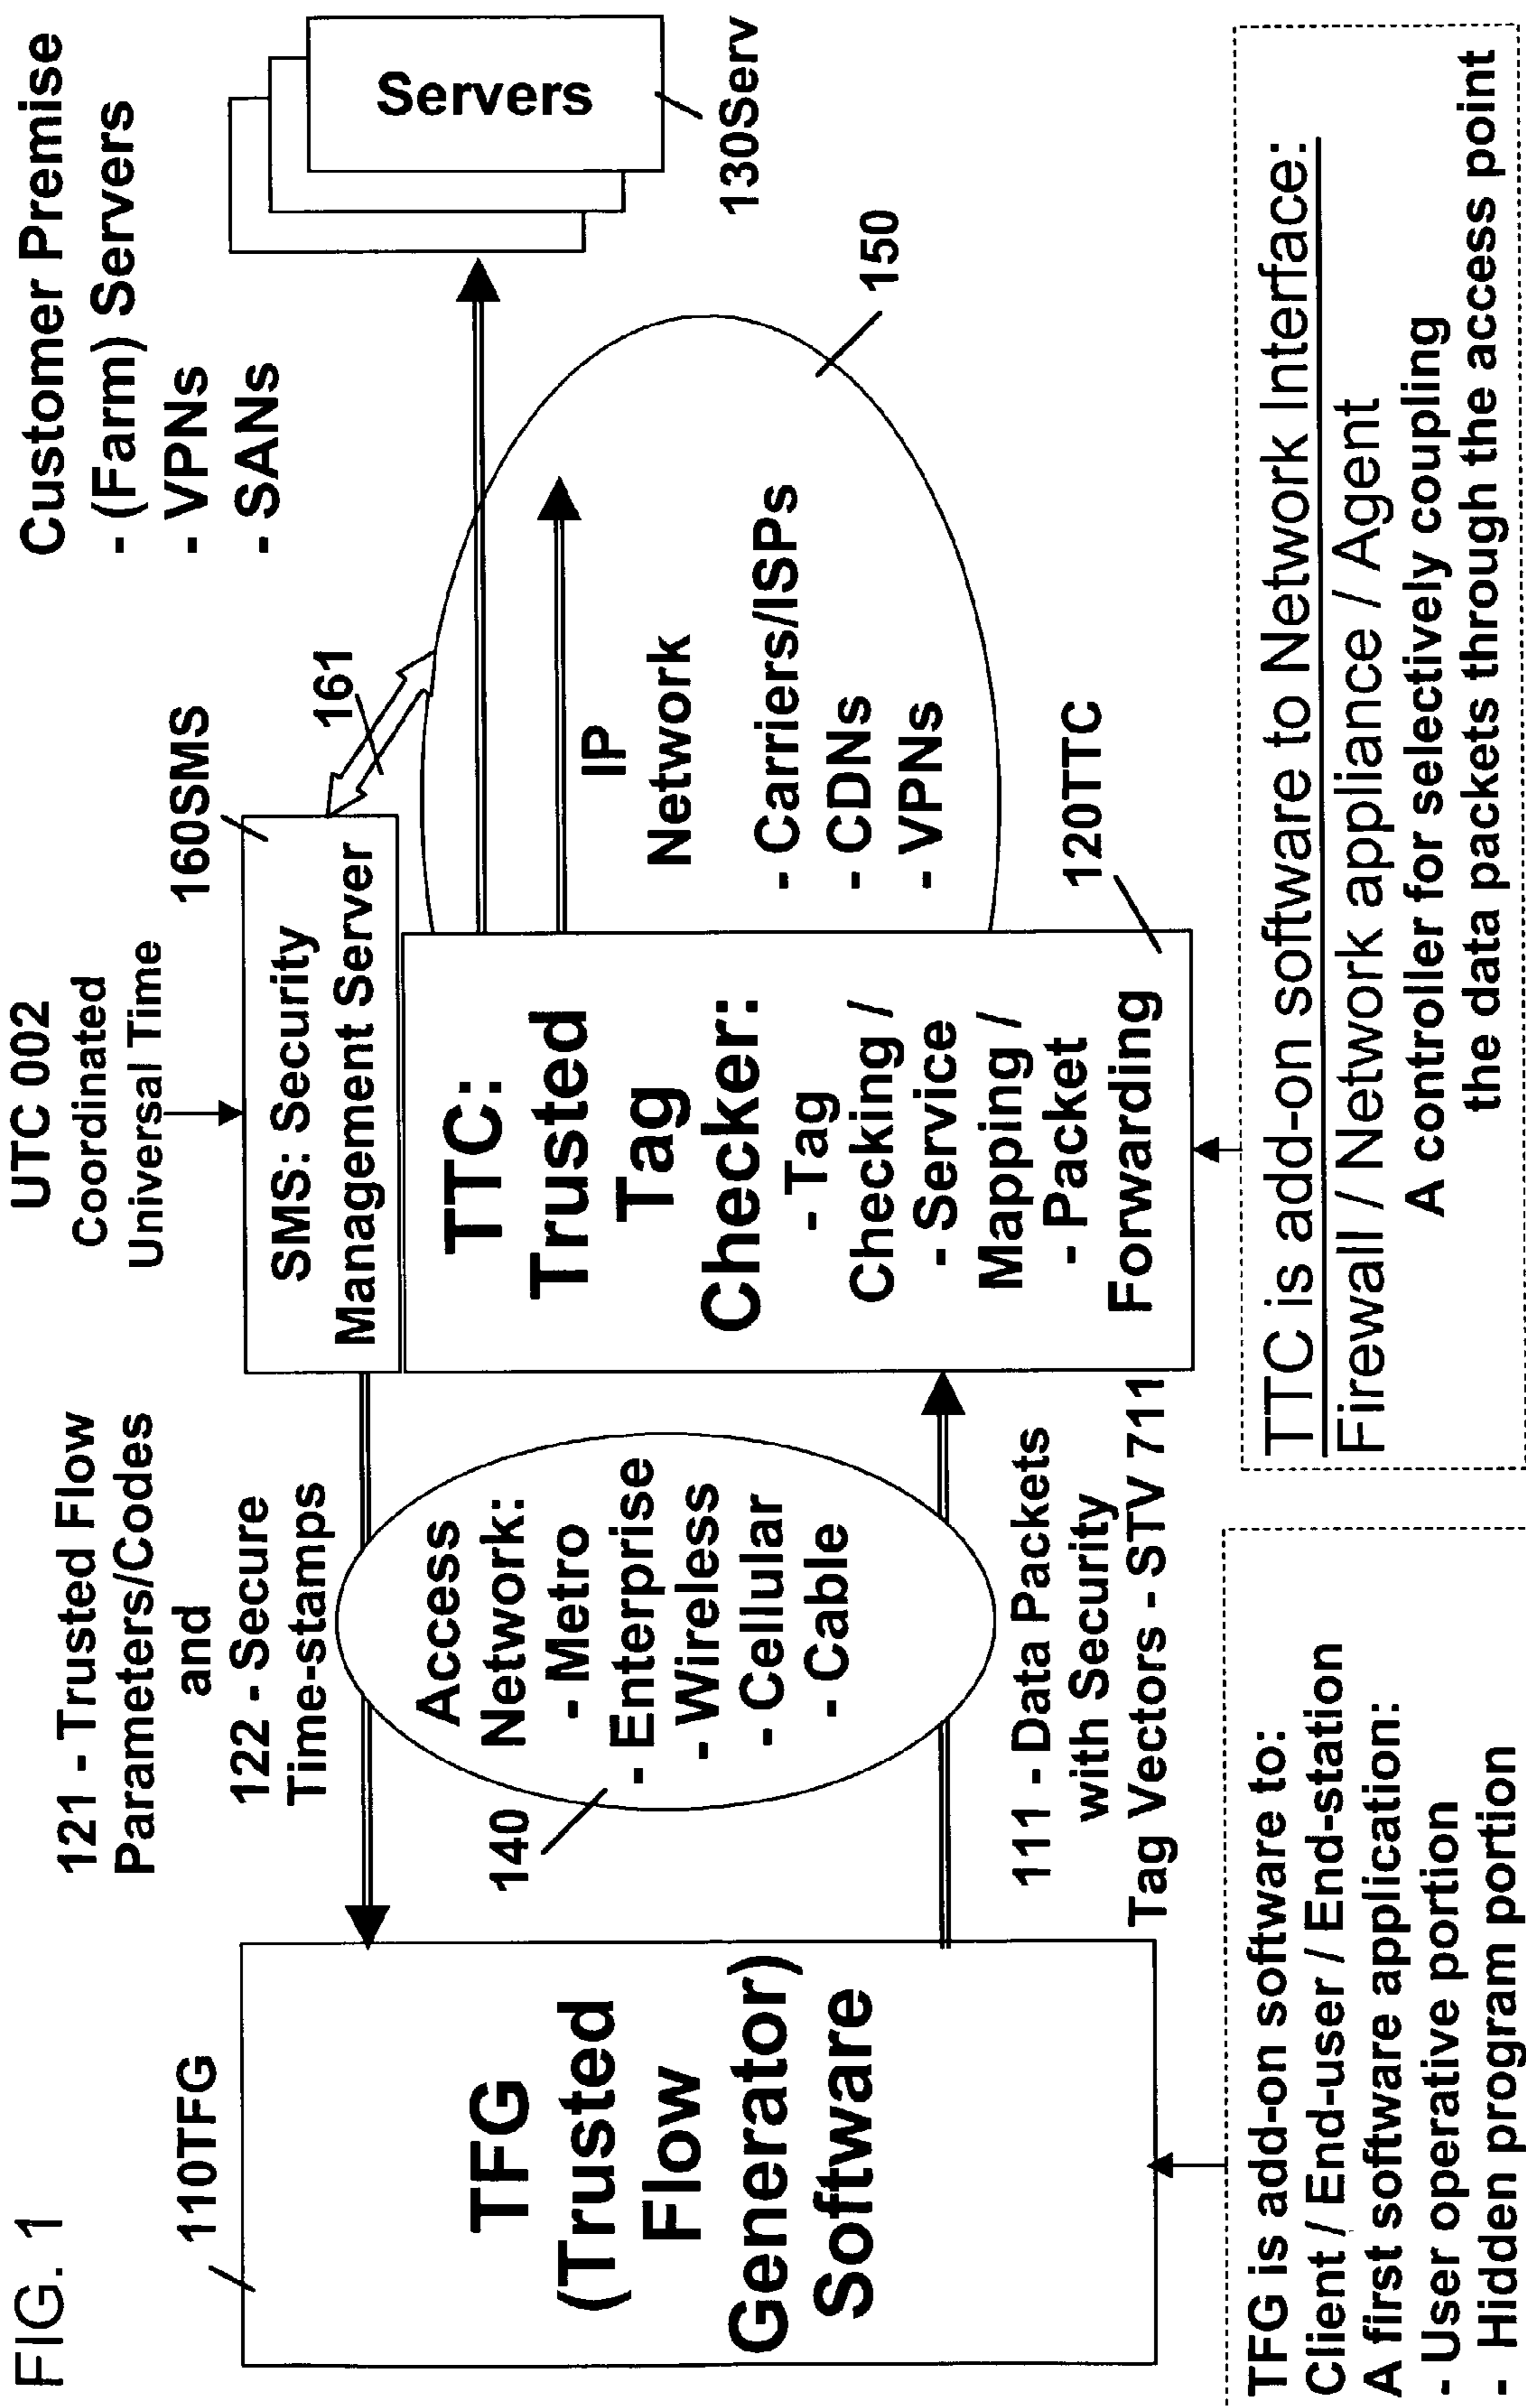 FIG. 1
110TFG
TFG
(Trusted
Flow
Generator)
Software
121 - Trusted Flow
Parameters/Codes
and
122 - Secure
Time-stamps
140
Access
Network:
- Metro
- Enterprise
- Wireless
- Cellular
- Cable
111 - Data Packets
with Security
Tag Vectors - STV 711
UTC 002
Coordinated
Universal Time
160SMS
SMS: Security
Management Server
161
TTC:
Trusted
Tag
Checker:
- Tag
Checking /
- Service
Mapping /
- Packet
Forwarding
120TTC
IP
Network
- Carriers/ISPs
- CDNs
- VPNs
150
Customer Premise
- (Farm) Servers
- VPNs
- SANs
Servers
130Serv
TFG is add-on software to:
Client / End-user / End-station
A first software application:
- User operative portion
- Hidden program portion
TTC is add-on software to Network Interface:
Firewall / Network appliance / Agent
A controller for selectively coupling
the data packets through the access point